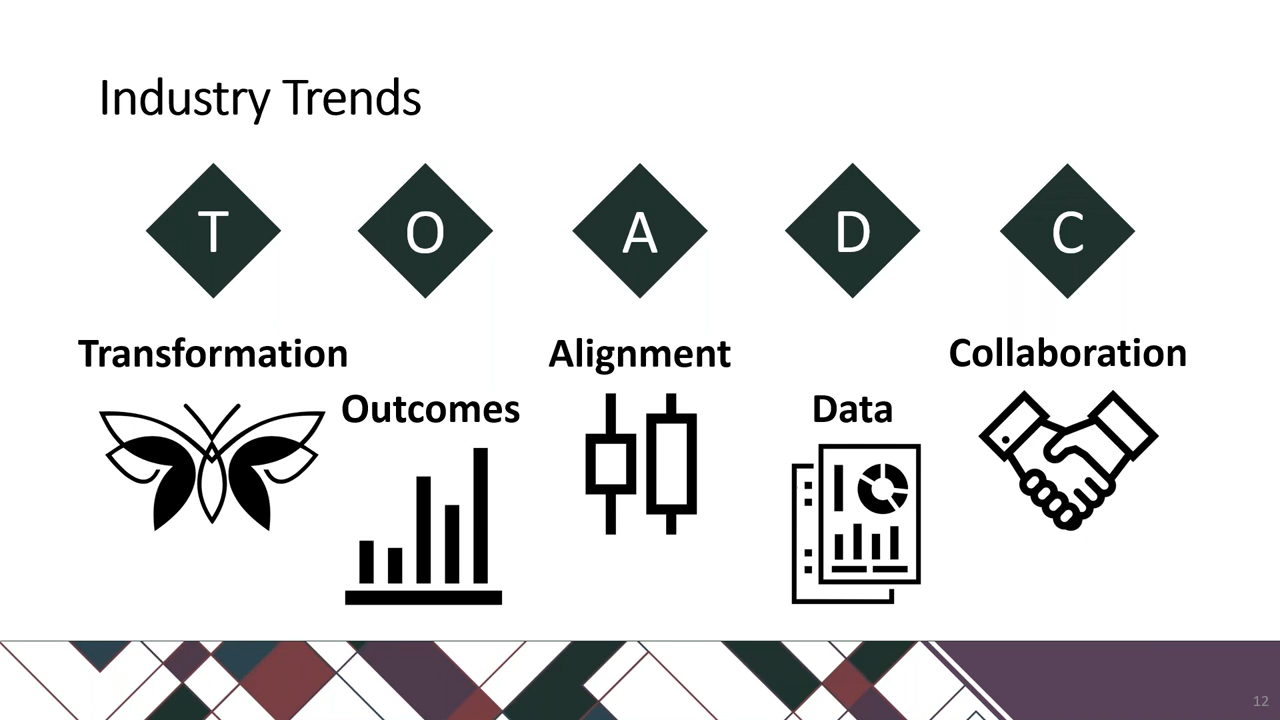 Industry Trends
T O A D C
Transformation
Outcomes
Alignment
Data
Collaboration
12